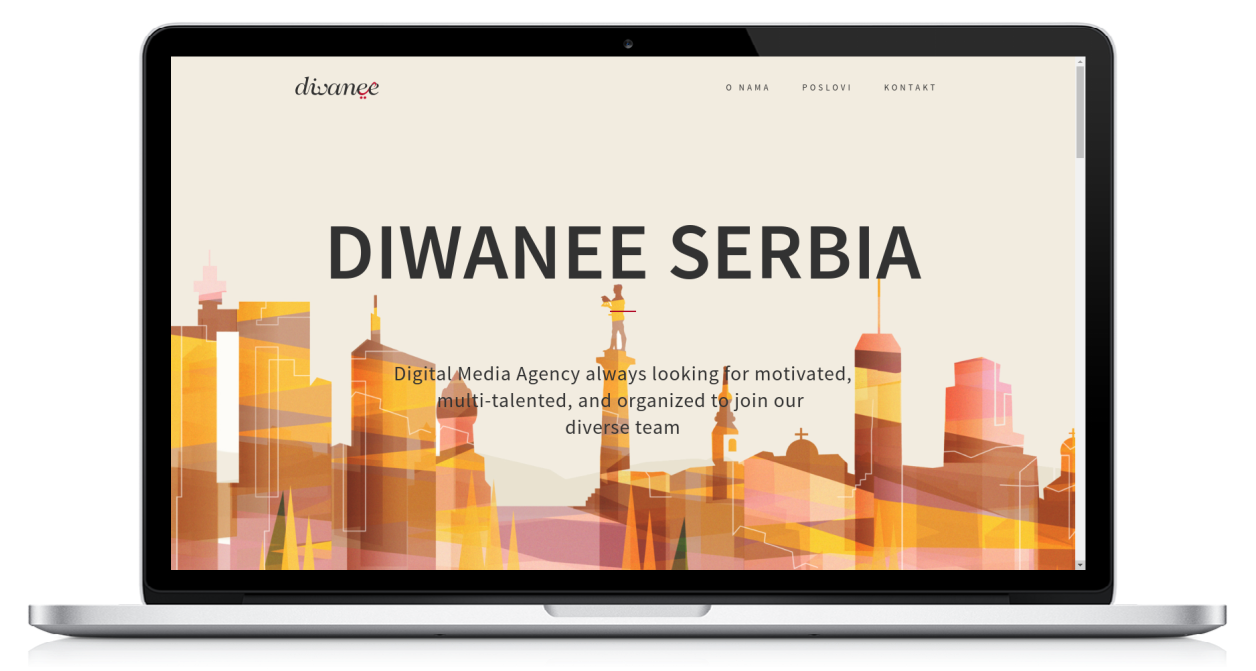 diwanee
O NAMA POSLOVI KONTAKT
DIWANEE SERBIA
Digital Media Agency always looking for motivated,
multi-talented, and organized to join our
diverse team